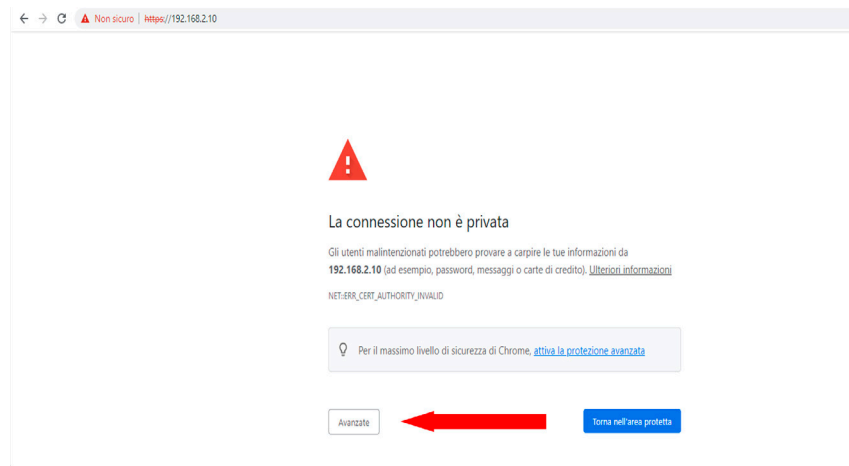 Non sicuro | https://192.168.2.10
La connessione non è privata
Gli utenti malintenzionati potrebbero provare a carpire le tue informazioni da
192.168.2.10 (ad esempio, password, messaggi o carte di credito). Ulteriori informazioni
NET::ERR_CERT_AUTHORITY_INVALID
Per il massimo livello di sicurezza di Chrome, attiva la protezione avanzata
Avanzate
Torna nell'area protetta